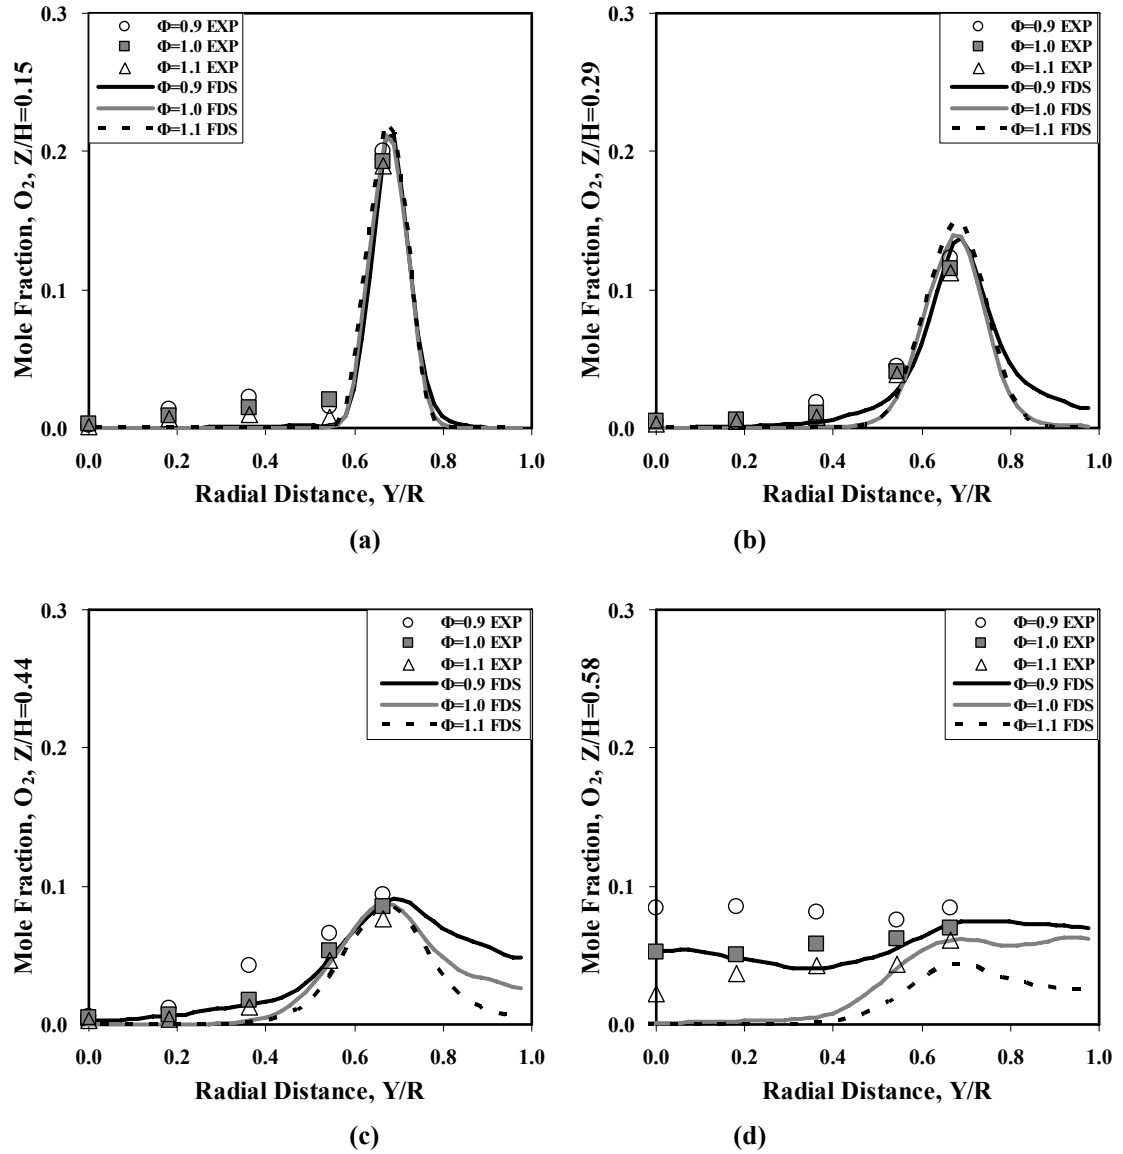 Mole Fraction, O₂, Z/H=0.15
0.3
0.2
0.1
0.0
Φ=0.9 EXP
Φ=1.0 EXP
Φ=1.1 EXP
Φ=0.9 FDS
Φ=1.0 FDS
Φ=1.1 FDS
0.0 0.2 0.4 0.6 0.8 1.0
Radial Distance, Y/R
(a)
Mole Fraction, O₂, Z/H=0.29
0.3
0.2
0.1
0.0
Φ=0.9 EXP
Φ=1.0 EXP
Φ=1.1 EXP
Φ=0.9 FDS
Φ=1.0 FDS
Φ=1.1 FDS
0.0 0.2 0.4 0.6 0.8 1.0
Radial Distance, Y/R
(b)
Mole Fraction, O₂, Z/H=0.44
0.3
0.2
0.1
0.0
Φ=0.9 EXP
Φ=1.0 EXP
Φ=1.1 EXP
Φ=0.9 FDS
Φ=1.0 FDS
Φ=1.1 FDS
0.0 0.2 0.4 0.6 0.8 1.0
Radial Distance, Y/R
(c)
Mole Fraction, O₂, Z/H=0.58
0.3
0.2
0.1
0.0
Φ=0.9 EXP
Φ=1.0 EXP
Φ=1.1 EXP
Φ=0.9 FDS
Φ=1.0 FDS
Φ=1.1 FDS
0.0 0.2 0.4 0.6 0.8 1.0
Radial Distance, Y/R
(d)